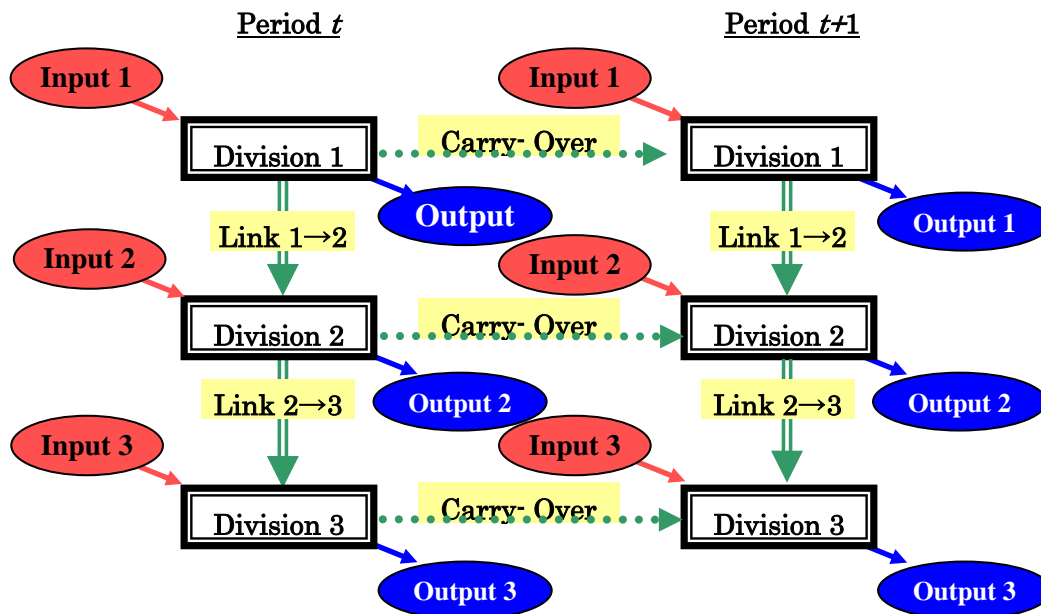 Period t
Period t+1
Input 1
Input 1
Division 1
Carry- Over
Division 1
Output
Output 1
Link 1→2
Link 1→2
Input 2
Input 2
Division 2
Carry- Over
Division 2
Output 2
Output 2
Link 2→3
Link 2→3
Input 3
Input 3
Division 3
Carry- Over
Division 3
Output 3
Output 3